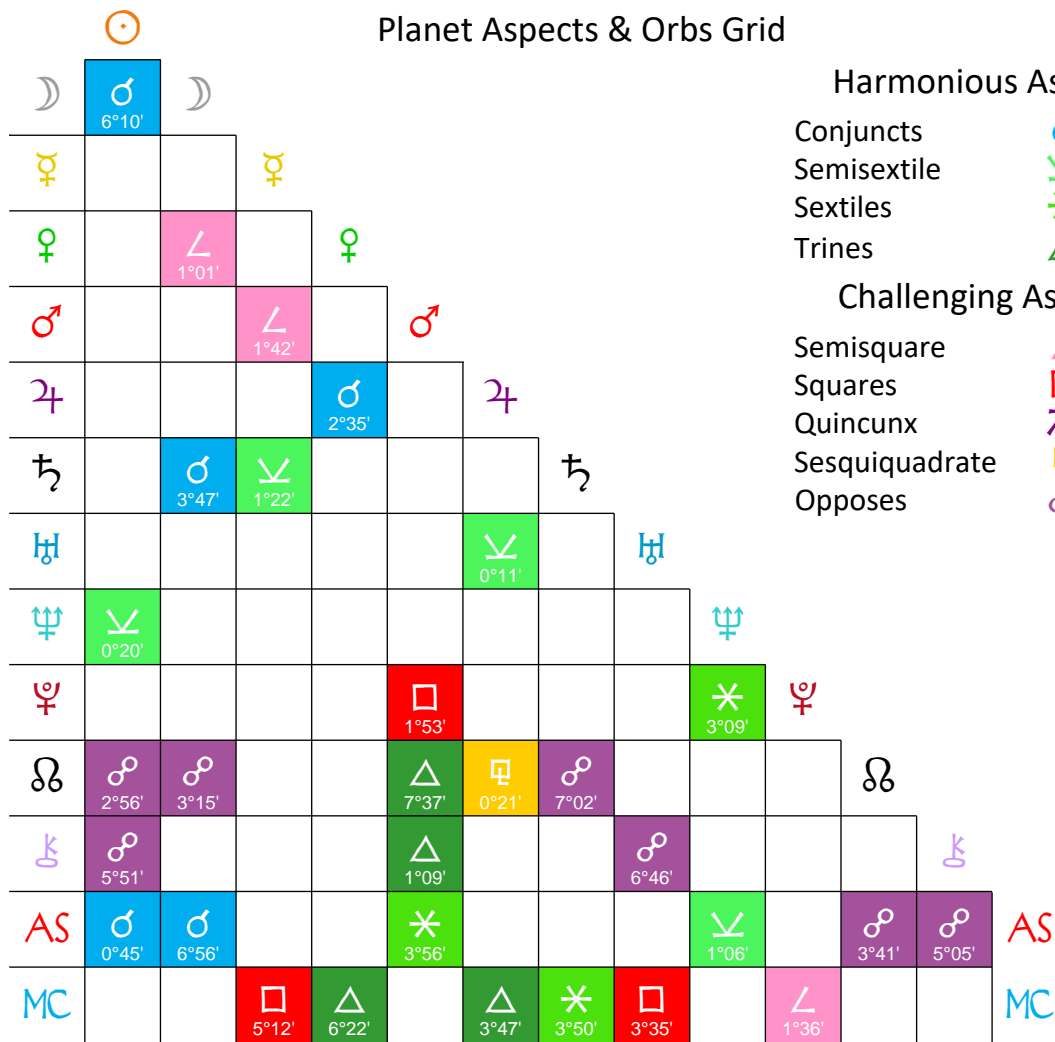 Planet Aspects & Orbs Grid
Harmonious As
Conjuncts
Semisextile
Sextiles
Trines
Challenging As
Semisquare
Squares
Quincunx
Sesquiquadrate
Opposes
☉
☽ ☌ 6°10' ☽
☿ ☿
♀ ∠ 1°01' ♀
♂ ∠ 1°42' ♂
♃ ☌ 2°35' ♃
♄ ☌ 3°47' ⚺ 1°22' ♄
♅ ⚺ 0°11' ♅
♆ ⚺ 0°20' ♆
♇ □ 1°53' ⚹ 3°09' ♇
☊ ☍ 2°56' ☍ 3°15' △ 7°37' ⚼ 0°21' ☍ 7°02' ☊
⚷ ☍ 5°51' △ 1°09' ☍ 6°46' ⚷
AS ☌ 0°45' ☌ 6°56' ⚹ 3°56' ⚺ 1°06' ☍ 3°41' ☍ 5°05' AS
MC □ 5°12' △ 6°22' △ 3°47' ⚹ 3°50' □ 3°35' ∠ 1°36' MC